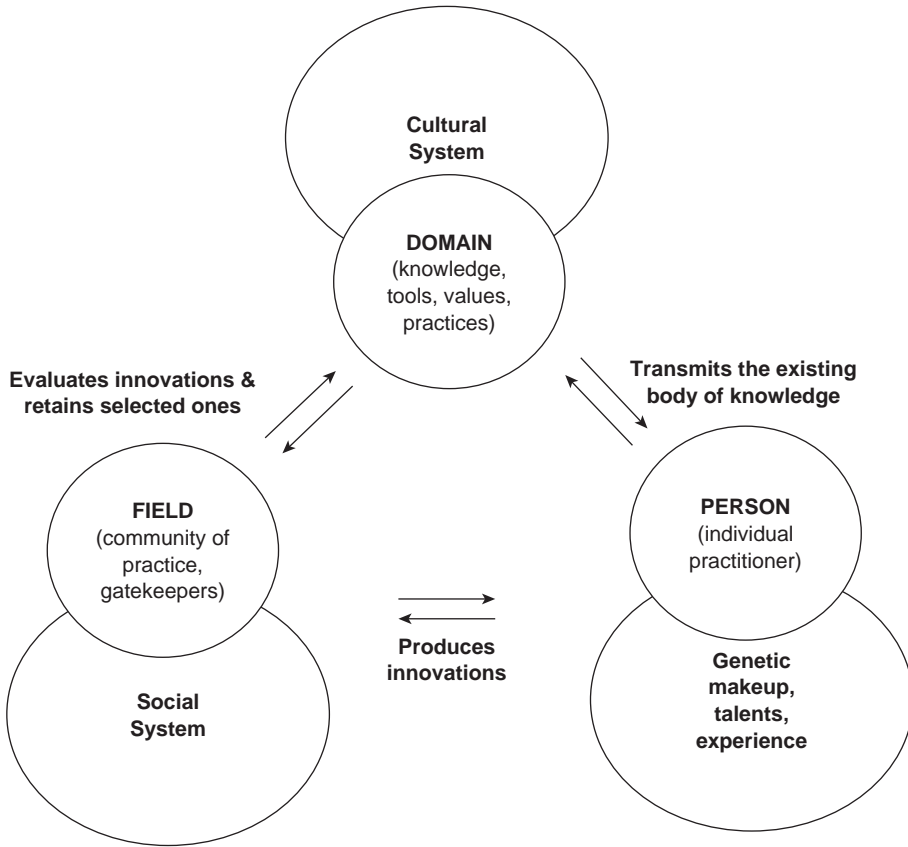 Cultural
System
DOMAIN
(knowledge,
tools, values,
practices)
Evaluates innovations &
retains selected ones
Transmits the existing
body of knowledge
FIELD
(community of
practice,
gatekeepers)
PERSON
(individual
practitioner)
Produces
innovations
Social
System
Genetic
makeup,
talents,
experience